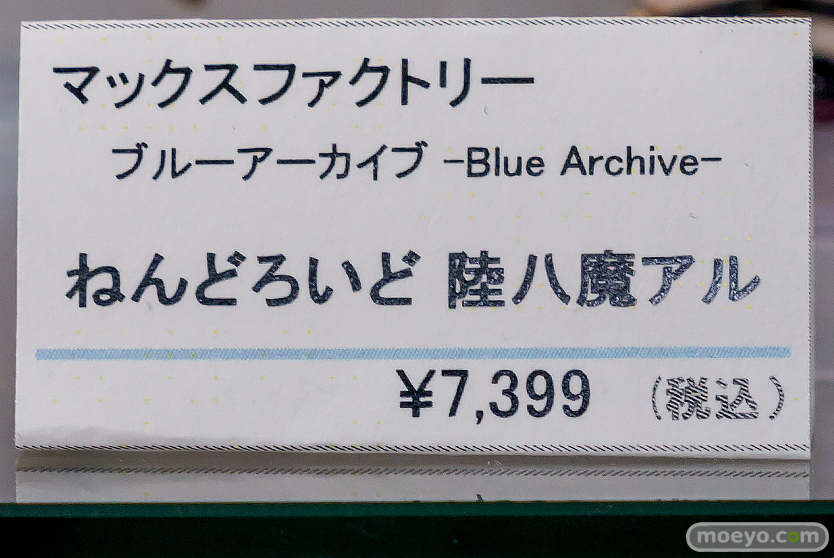 マックスファクトリー
ブルーアーカイブ -Blue Archive-
ねんどろいど 陸八魔アル
¥7,399 (税込)
moeyo.com